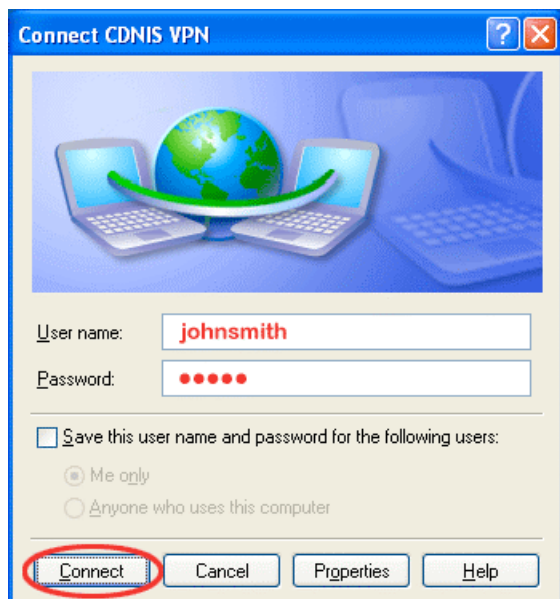 Connect CDNIS VPN
User name:
johnsmith
Password:
●●●●●
Save this user name and password for the following users:
Me only
Anyone who uses this computer
Connect
Cancel
Properties
Help